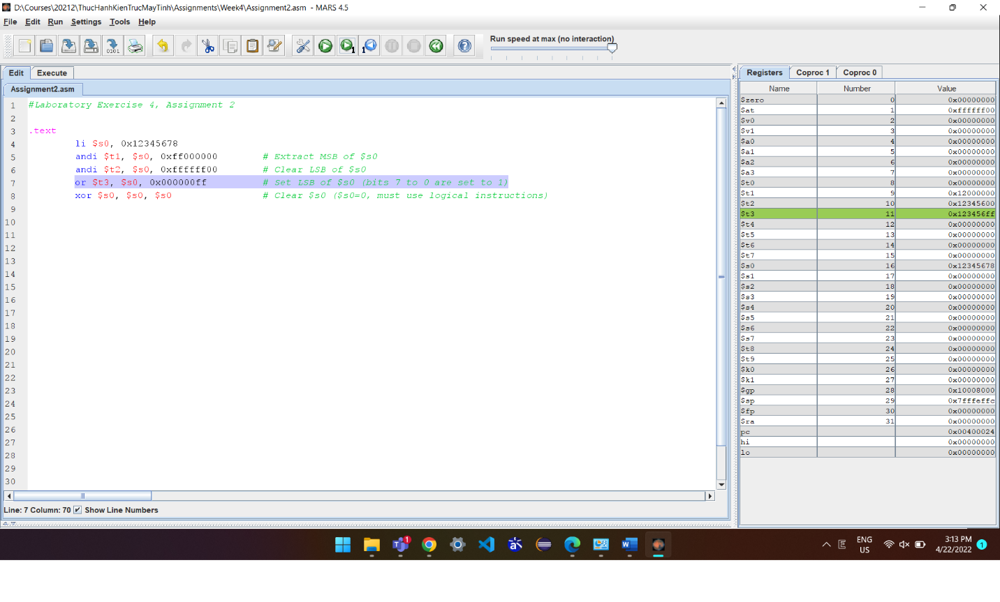 D:\Courses\20212\ThucHanhKienTrucMayTinh\Assignments\Week4\Assignment2.asm - MARS 4.5
File Edit Run Settings Tools Help
Run speed at max (no interaction)
Edit Execute
Assignment2.asm
1 #Laboratory Exercise 4, Assignment 2
2
3 .text
4 li $s0, 0x12345678
5 andi $t1, $s0, 0xff000000 # Extract MSB of $s0
6 andi $t2, $s0, 0xffffff00 # Clear LSB of $s0
7 or $t3, $s0, 0x000000ff # Set LSB of $s0 (bits 7 to 0 are set to 1)
8 xor $s0, $s0, $s0 # Clear $s0 ($s0=0, must use logical instructions)
9
10
11
12
13
14
15
16
17
18
19
20
21
22
23
24
25
26
27
28
29
30
Line: 7 Column: 70 Show Line Numbers
Registers Coproc 1 Coproc 0
Name Number Value
$zero 0 0x00000000
$at 1 0xffffff00
$v0 2 0x00000000
$v1 3 0x00000000
$a0 4 0x00000000
$a1 5 0x00000000
$a2 6 0x00000000
$a3 7 0x00000000
$t0 8 0x00000000
$t1 9 0x12000000
$t2 10 0x12345600
$t3 11 0x123456ff
$t4 12 0x00000000
$t5 13 0x00000000
$t6 14 0x00000000
$t7 15 0x00000000
$s0 16 0x12345678
$s1 17 0x00000000
$s2 18 0x00000000
$s3 19 0x00000000
$s4 20 0x00000000
$s5 21 0x00000000
$s6 22 0x00000000
$s7 23 0x00000000
$t8 24 0x00000000
$t9 25 0x00000000
$k0 26 0x00000000
$k1 27 0x00000000
$gp 28 0x10008000
$sp 29 0x7fffeffc
$fp 30 0x00000000
$ra 31 0x00000000
pc 0x00400024
hi 0x00000000
lo 0x00000000
ENG
US
3:13 PM
4/22/2022
1